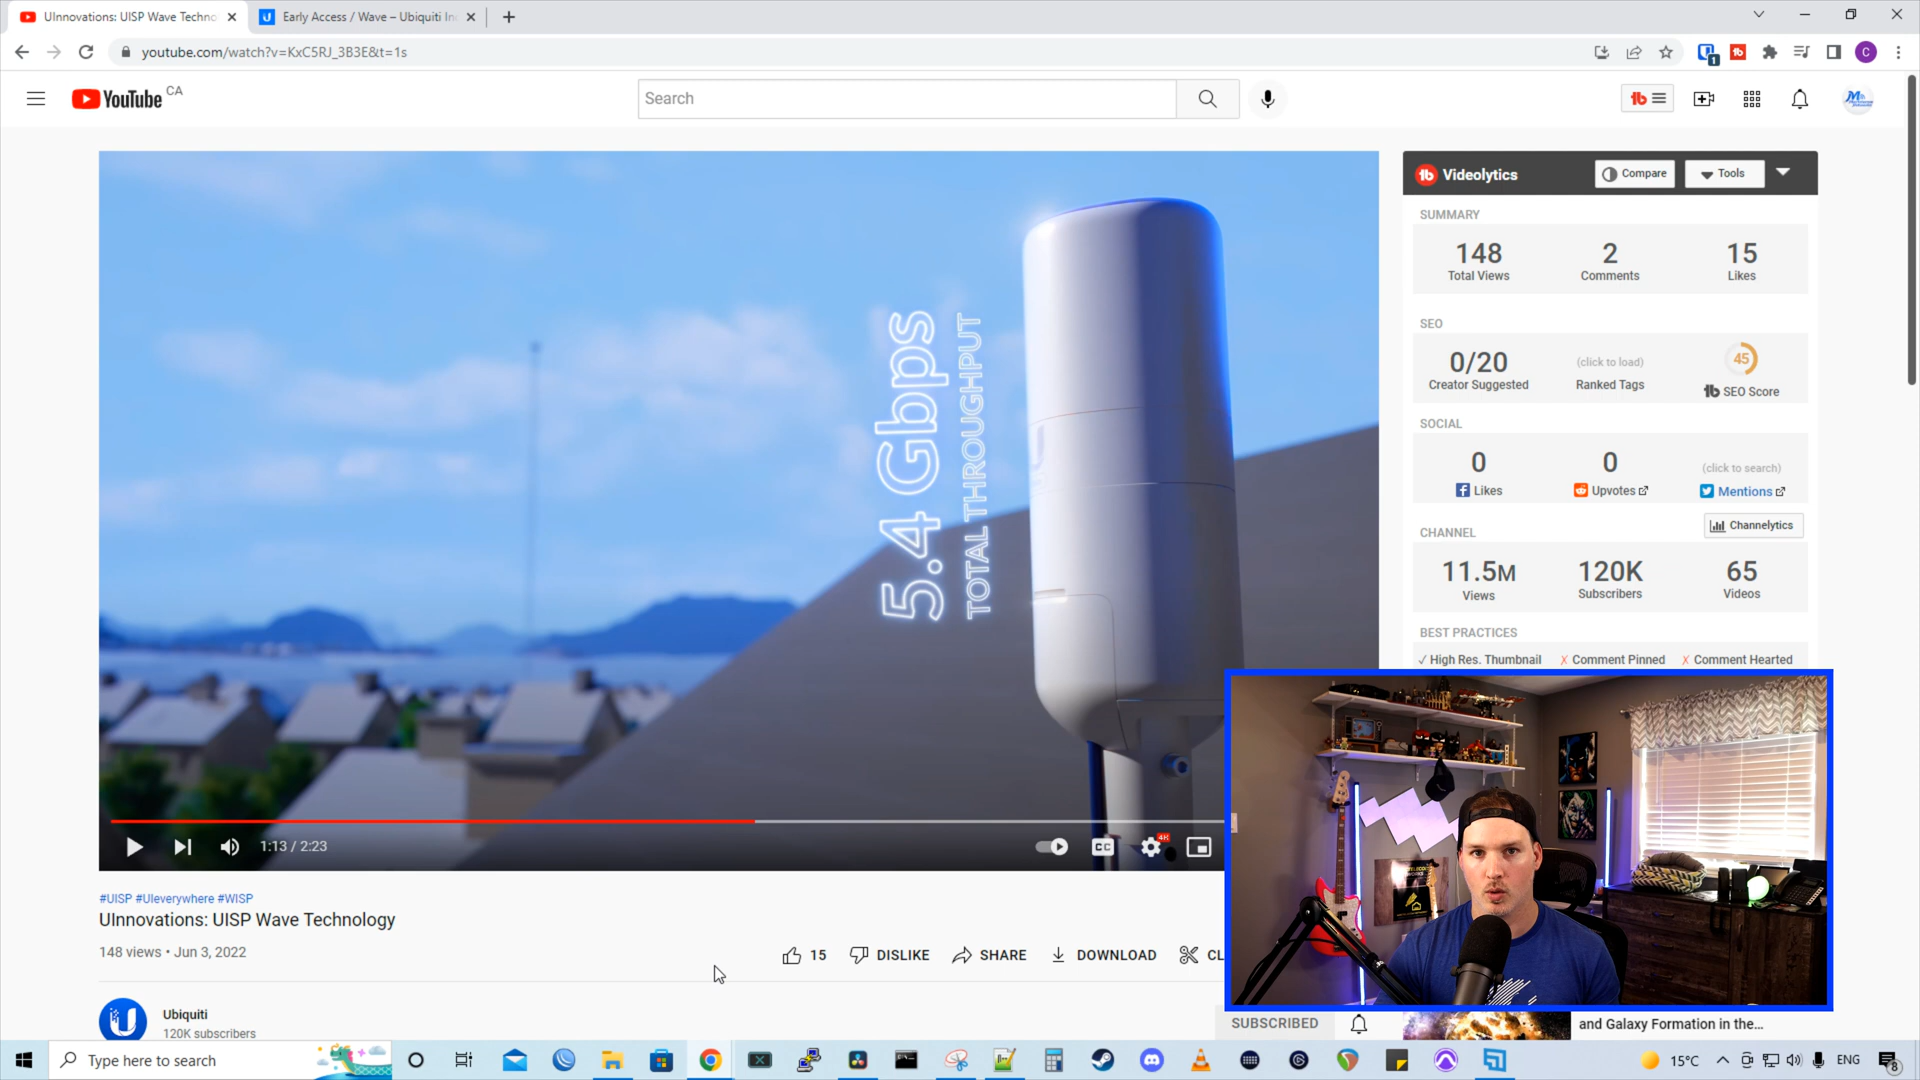 UInnovations: UISP Wave Techno
Early Access / Wave – Ubiquiti In
youtube.com/watch?v=KxC5RJ_3B3E&t=1s
1
C
YouTube CA
Search
Videolytics
Compare
Tools
SUMMARY
148
2
15
Total Views
Comments
Likes
SEO
0/20
(click to load)
45
Creator Suggested
Ranked Tags
SEO Score
SOCIAL
0
0
(click to search)
Likes
Upvotes
Mentions
CHANNEL
Channelytics
11.5M
120K
65
Views
Subscribers
Videos
BEST PRACTICES
✓ High Res. Thumbnail
✗ Comment Pinned
✗ Comment Hearted
5.4 Gbps
TOTAL THROUGHPUT
1:13 / 2:23
CC
4K
#UISP #UIeverywhere #WISP
UInnovations: UISP Wave Technology
148 views • Jun 3, 2022
15
DISLIKE
SHARE
DOWNLOAD
CL
Ubiquiti
120K subscribers
SUBSCRIBED
and Galaxy Formation in the...
Type here to search
15°C
ENG
8